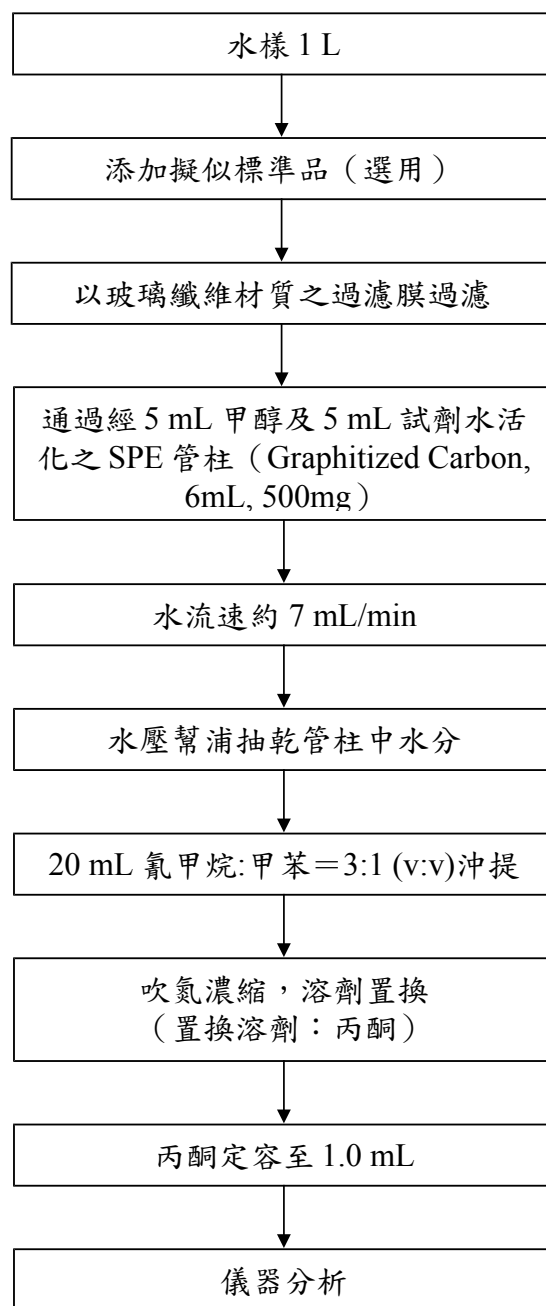 水樣 1 L
添加擬似標準品（選用）
以玻璃纖維材質之過濾膜過濾
通過經 5 mL 甲醇及 5 mL 試劑水活
化之 SPE 管柱（Graphitized Carbon,
6mL, 500mg）
水流速約 7 mL/min
水壓幫浦抽乾管柱中水分
20 mL 氰甲烷:甲苯＝3:1 (v:v)沖提
吹氮濃縮，溶劑置換
（置換溶劑：丙酮）
丙酮定容至 1.0 mL
儀器分析